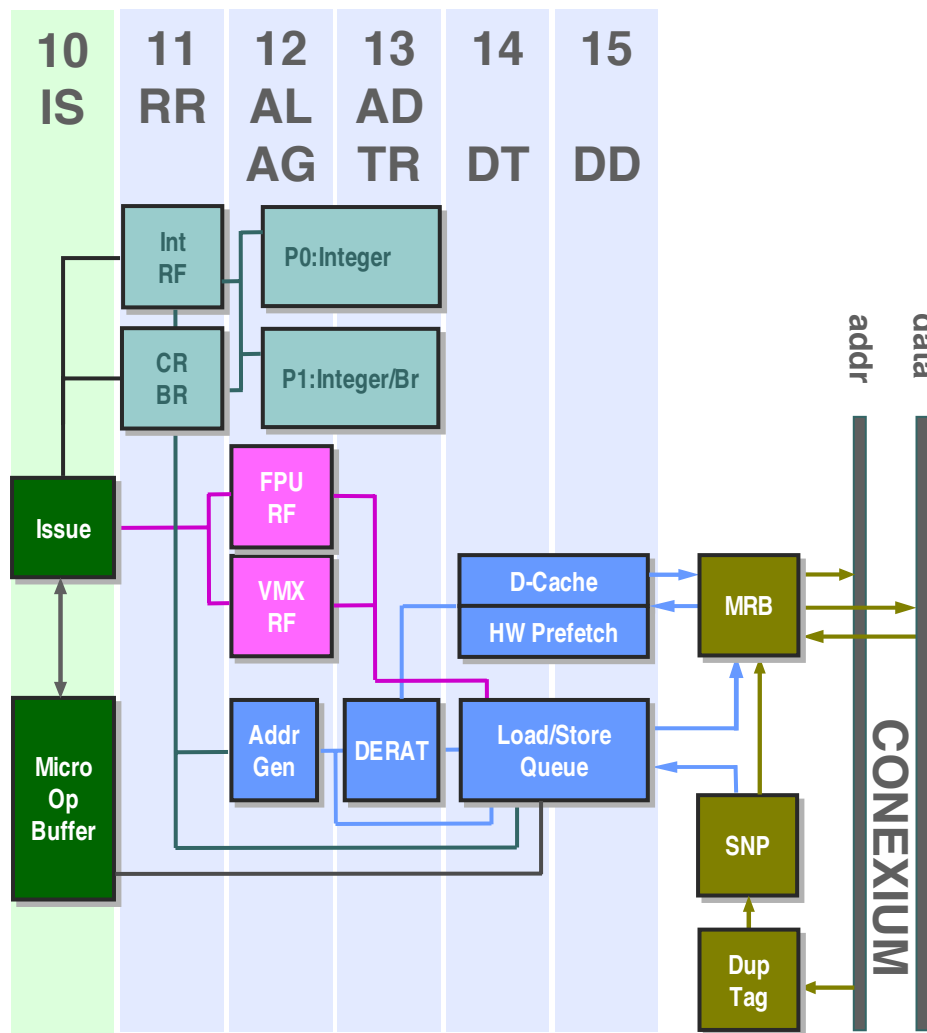 10 11 12 13 14 15
IS RR AL AD
AG TR DT DD
Int
RF
P0:Integer
CR
BR
P1:Integer/Br
addr
data
FPU
RF
Issue
VMX
RF
D-Cache
HW Prefetch
MRB
Micro
Op
Buffer
Addr
Gen
DERAT
Load/Store
Queue
CONEXIUM
SNP
Dup
Tag